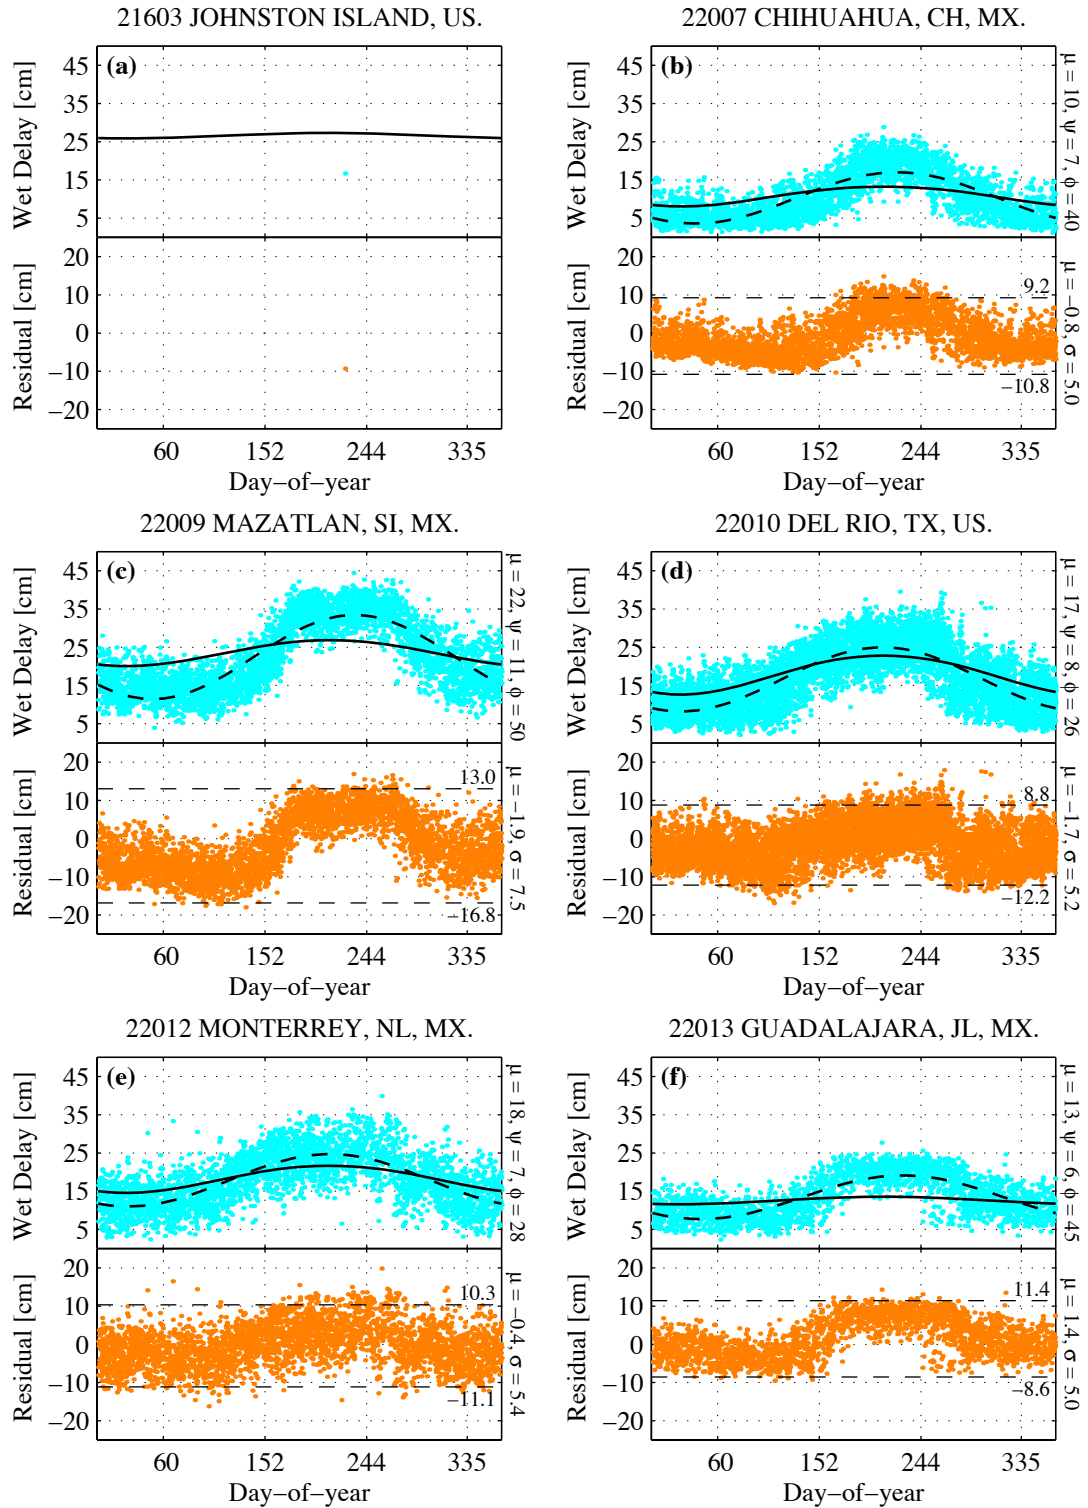 21603 JOHNSTON ISLAND, US.
(a)
Wet Delay [cm]
45
35
25
15
5
Residual [cm]
20
10
0
−10
−20
60 152 244 335
Day−of−year
22007 CHIHUAHUA, CH, MX.
(b)
Wet Delay [cm]
45
35
25
15
5
μ = 10, ψ = 7, ϕ = 40
Residual [cm]
20
10
0
−10
−20
9.2
−10.8
μ = −0.8, σ = 5.0
60 152 244 335
Day−of−year
22009 MAZATLAN, SI, MX.
(c)
Wet Delay [cm]
45
35
25
15
5
μ = 22, ψ = 11, ϕ = 50
Residual [cm]
20
10
0
−10
−20
13.0
−16.8
μ = −1.9, σ = 7.5
60 152 244 335
Day−of−year
22010 DEL RIO, TX, US.
(d)
Wet Delay [cm]
45
35
25
15
5
μ = 17, ψ = 8, ϕ = 26
Residual [cm]
20
10
0
−10
−20
8.8
−12.2
μ = −1.7, σ = 5.2
60 152 244 335
Day−of−year
22012 MONTERREY, NL, MX.
(e)
Wet Delay [cm]
45
35
25
15
5
μ = 18, ψ = 7, ϕ = 28
Residual [cm]
20
10
0
−10
−20
10.3
−11.1
μ = −0.4, σ = 5.4
60 152 244 335
Day−of−year
22013 GUADALAJARA, JL, MX.
(f)
Wet Delay [cm]
45
35
25
15
5
μ = 13, ψ = 6, ϕ = 45
Residual [cm]
20
10
0
−10
−20
11.4
−8.6
μ = 1.4, σ = 5.0
60 152 244 335
Day−of−year